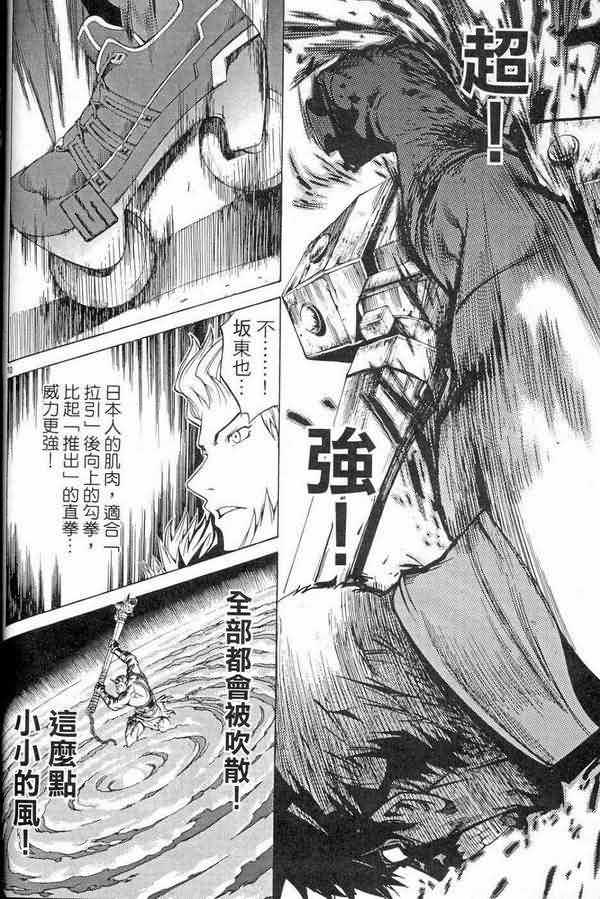 超!
強!
不……!
坂東也…
日本人的肌肉，適合「
拉引」後向上的勾拳，
比起「推出」的直拳…
威力更強！
全部都會被吹散！
這麼點
小小的風！